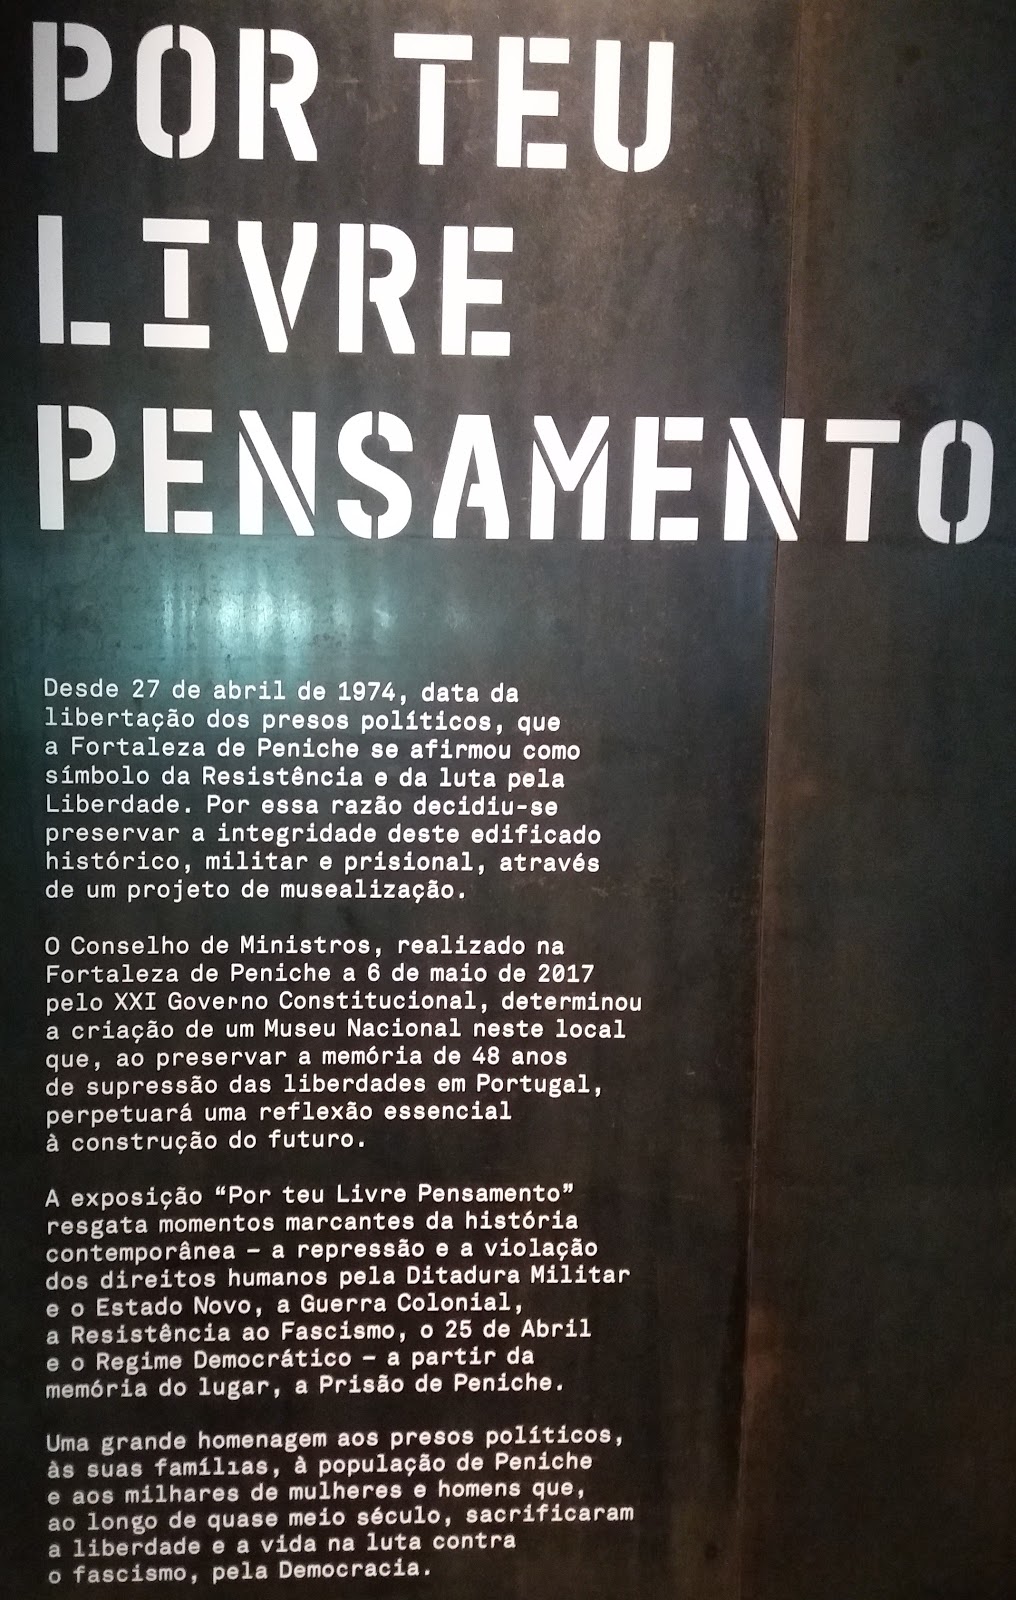 POR TEU
LIVRE
PENSAMENTO
Desde 27 de abril de 1974, data da
libertação dos presos políticos, que
a Fortaleza de Peniche se afirmou como
símbolo da Resistência e da luta pela
Liberdade. Por essa razão decidiu-se
preservar a integridade deste edificado
histórico, militar e prisional, através
de um projeto de musealização.
O Conselho de Ministros, realizado na
Fortaleza de Peniche a 6 de maio de 2017
pelo XXI Governo Constitucional, determinou
a criação de um Museu Nacional neste local
que, ao preservar a memória de 48 anos
de supressão das liberdades em Portugal,
perpetuará uma reflexão essencial
à construção do futuro.
A exposição “Por teu Livre Pensamento”
resgata momentos marcantes da história
contemporânea – a repressão e a violação
dos direitos humanos pela Ditadura Militar
e o Estado Novo, a Guerra Colonial,
a Resistência ao Fascismo, o 25 de Abril
e o Regime Democrático – a partir da
memória do lugar, a Prisão de Peniche.
Uma grande homenagem aos presos políticos,
às suas famílias, à população de Peniche
e aos milhares de mulheres e homens que,
ao longo de quase meio século, sacrificaram
a liberdade e a vida na luta contra
o fascismo, pela Democracia.